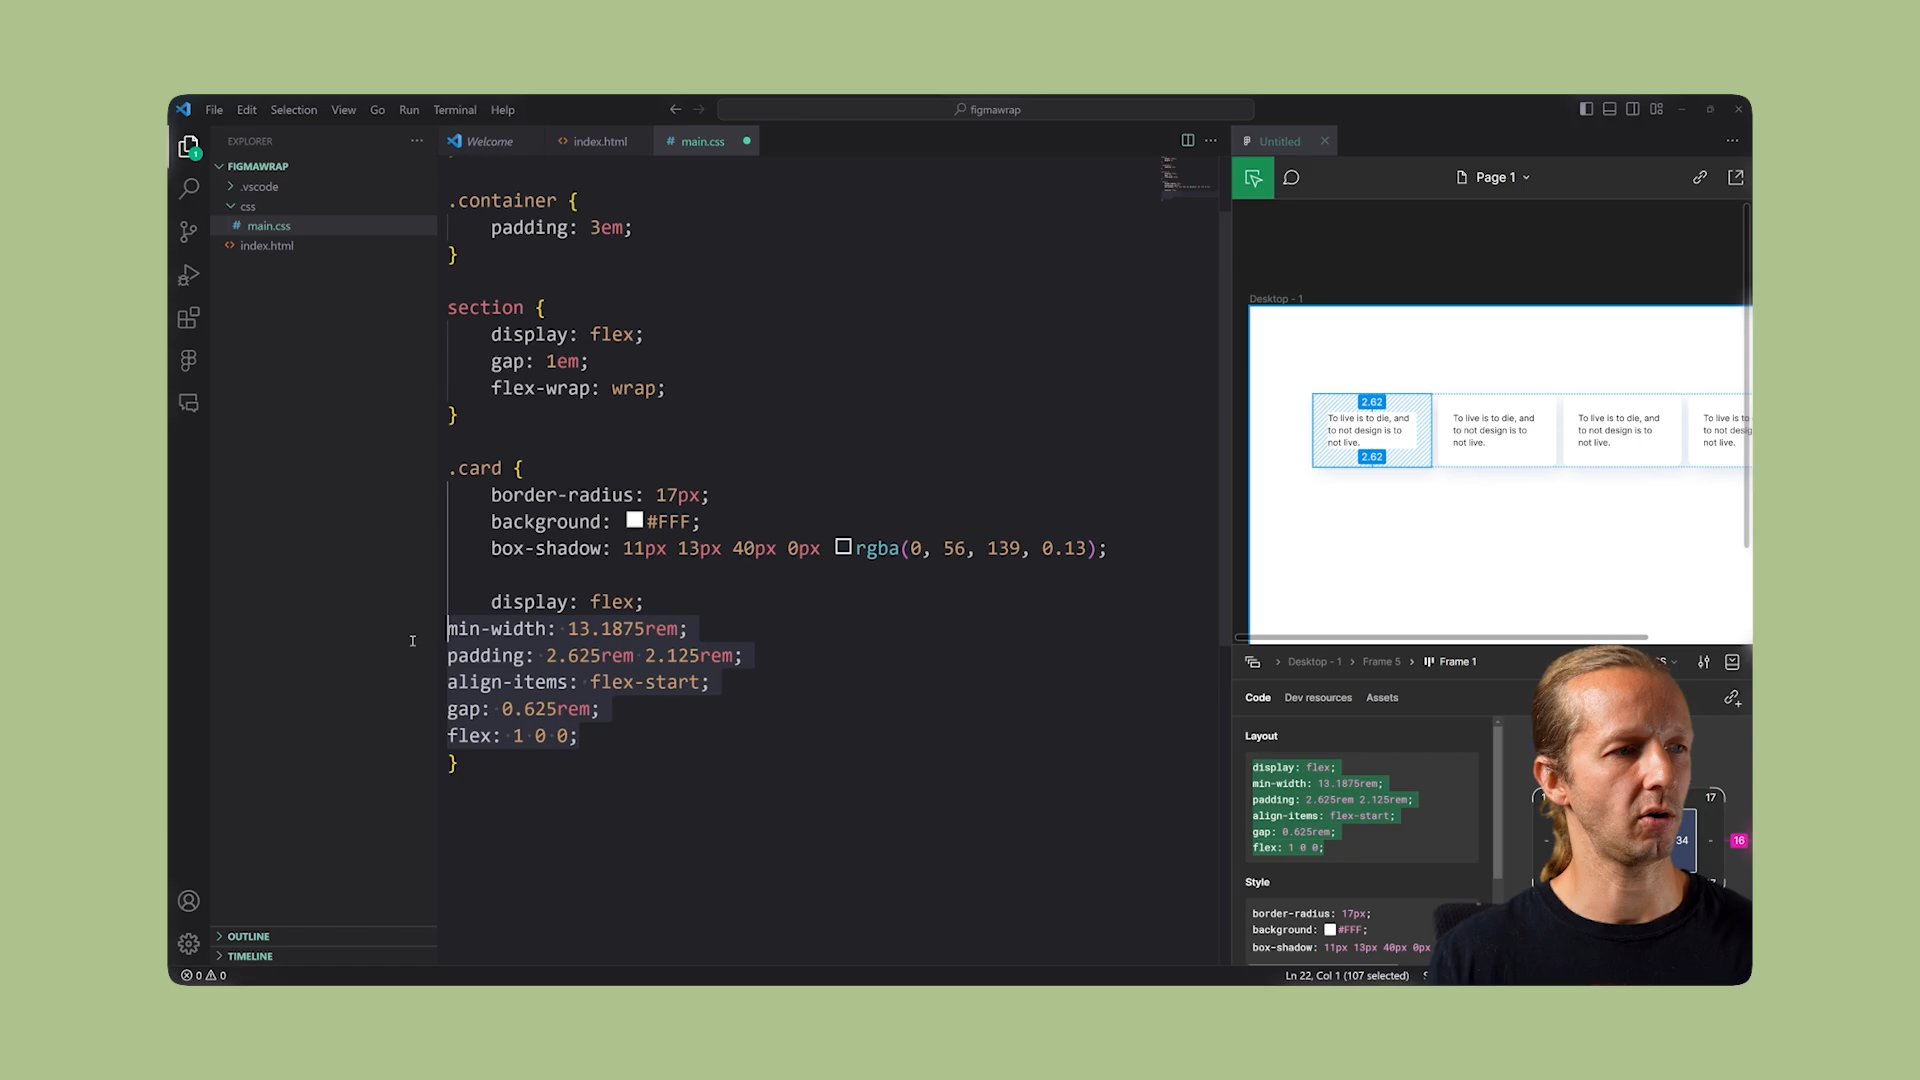 File Edit Selection View Go Run Terminal Help
figmawrap
EXPLORER
FIGMAWRAP
.vscode
css
# main.css
<> index.html
OUTLINE
TIMELINE
Welcome
<> index.html
# main.css
.container {
padding: 3em;
}
section {
display: flex;
gap: 1em;
flex-wrap: wrap;
}
.card {
border-radius: 17px;
background: #FFF;
box-shadow: 11px 13px 40px 0px rgba(0, 56, 139, 0.13);
display: flex;
min-width: 13.1875rem;
padding: 2.625rem 2.125rem;
align-items: flex-start;
gap: 0.625rem;
flex: 1 0 0;
}
Untitled
Page 1
Desktop - 1
2.62
To live is to die, and
to not design is to
not live.
2.62
To live is to die, and
to not design is to
not live.
To live is to die, and
to not design is to
not live.
To live is to
to not desig
not live.
Desktop - 1 > Frame 5 > Frame 1
Code Dev resources Assets
Layout
display: flex;
min-width: 13.1875rem;
padding: 2.625rem 2.125rem;
align-items: flex-start;
gap: 0.625rem;
flex: 1 0 0;
Style
border-radius: 17px;
background: #FFF;
box-shadow: 11px 13px 40px 0px
17
34
16
1
0 0
Ln 22, Col 1 (107 selected)